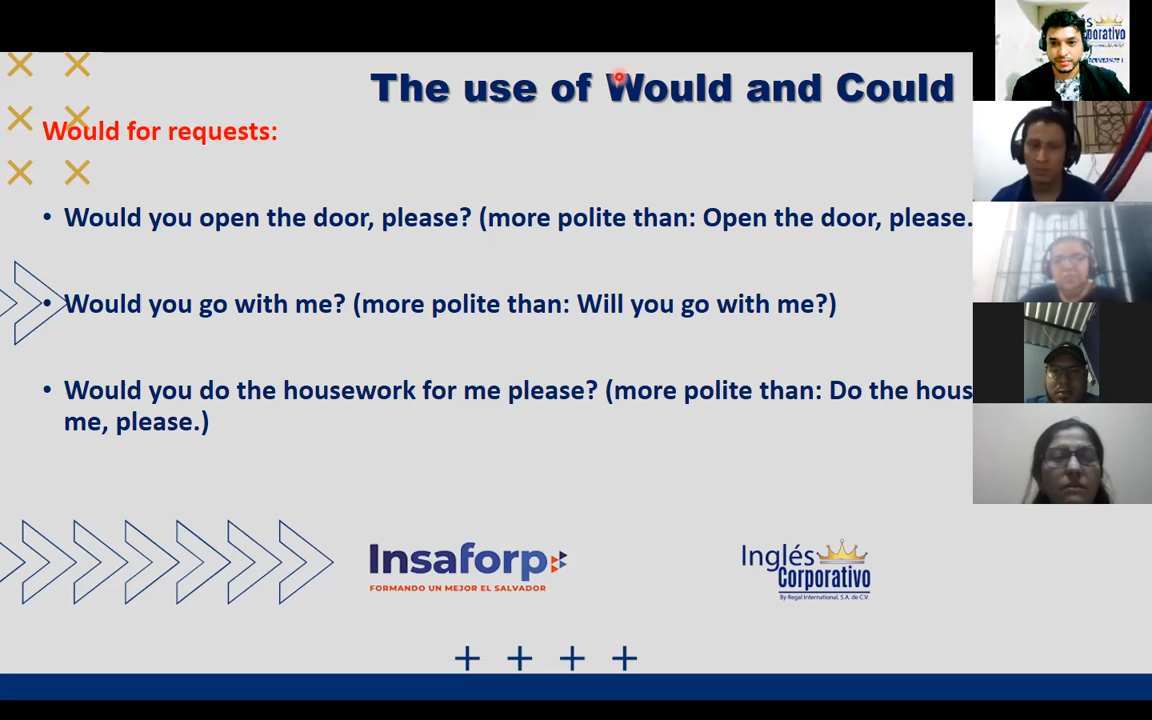 The use of Would and Could
Would for requests:
• Would you open the door, please? (more polite than: Open the door, please.
• Would you go with me? (more polite than: Will you go with me?)
• Would you do the housework for me please? (more polite than: Do the hous
me, please.)
Insaforp
FORMANDO UN MEJOR EL SALVADOR
Inglés
Corporativo
By Regal International, S.A. de C.V.
Inglés
orporativo